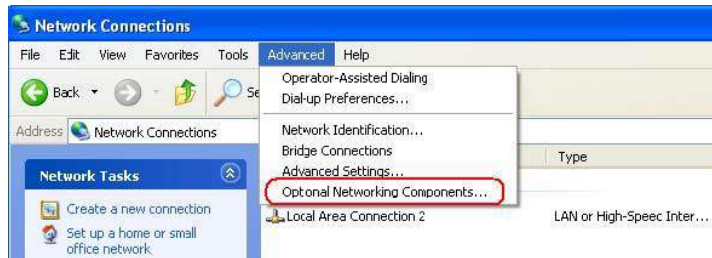 Network Connections
File Edit View Favorites Tools Advanced Help
Back
Operator-Assisted Dialing
Dial-up Preferences...
Address Network Connections
Network Identification...
Bridge Connections
Advanced Settings...
Optional Networking Components...
Type
Network Tasks
Create a new connection
Set up a home or small
office network
Local Area Connection 2
LAN or High-Speec Inter...